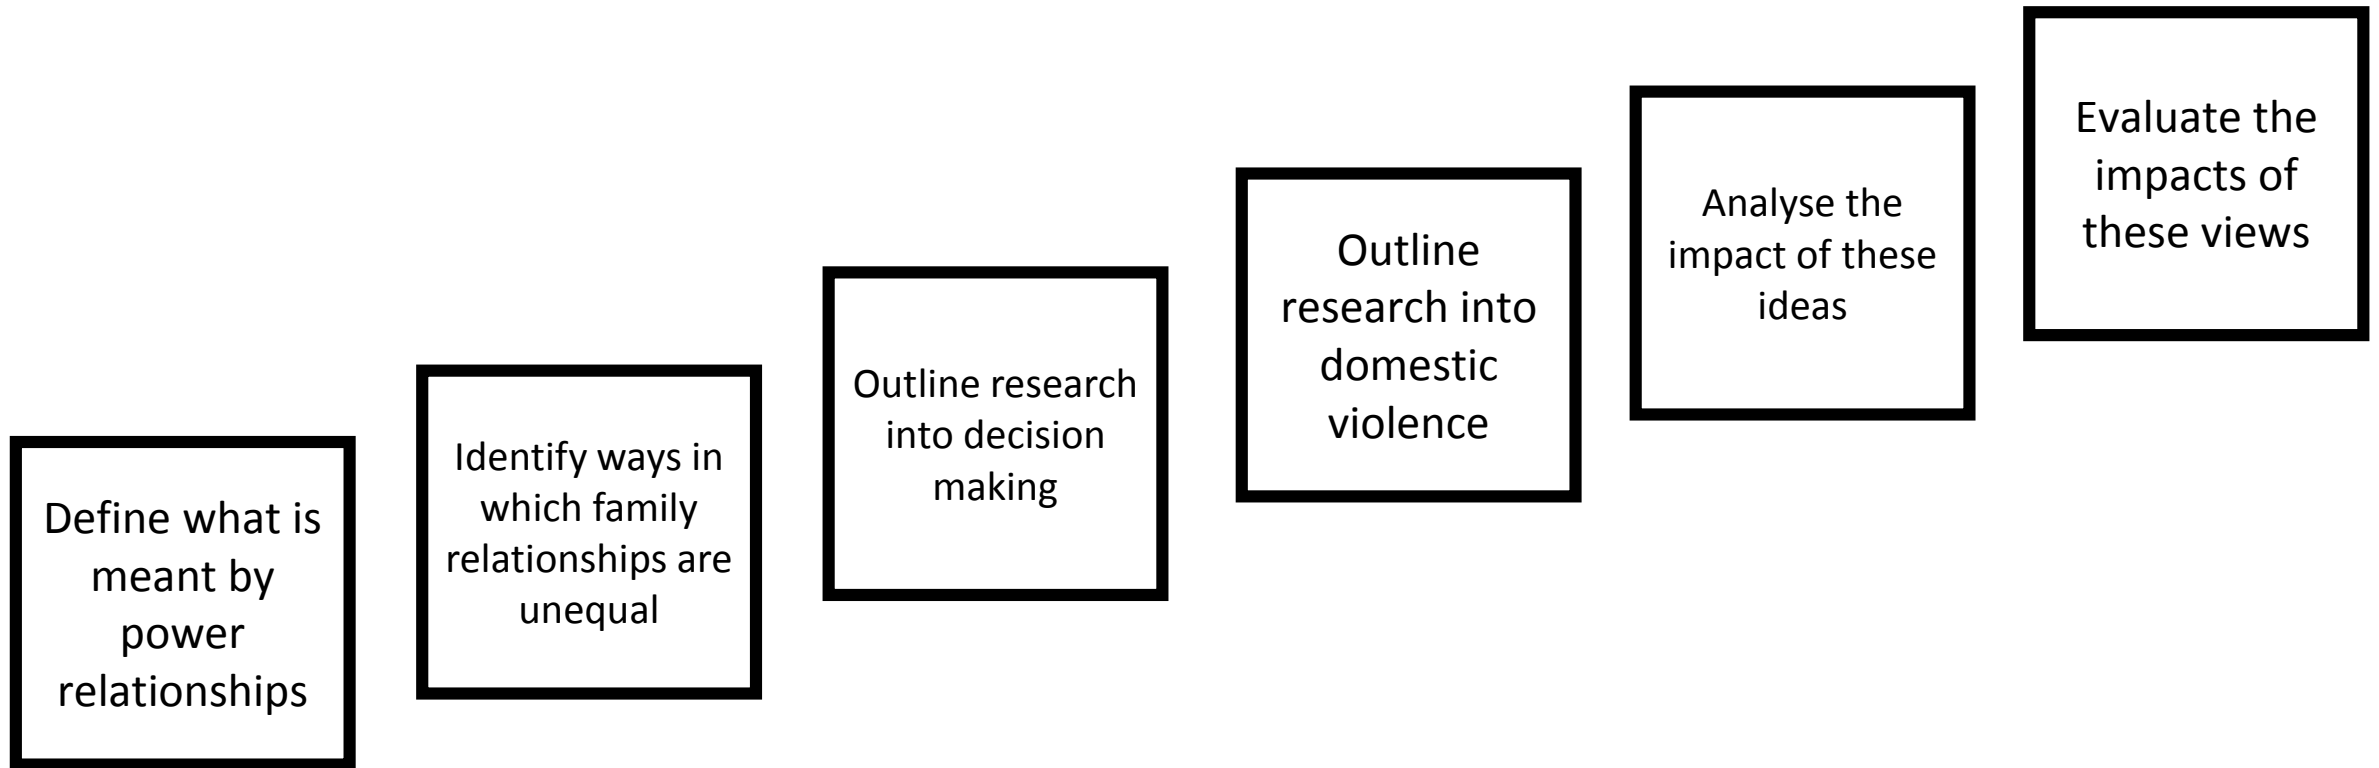 Define what is
meant by
power
relationships
Identify ways in
which family
relationships are
unequal
Outline research
into decision
making
Outline
research into
domestic
violence
Analyse the
impact of these
ideas
Evaluate the
impacts of
these views